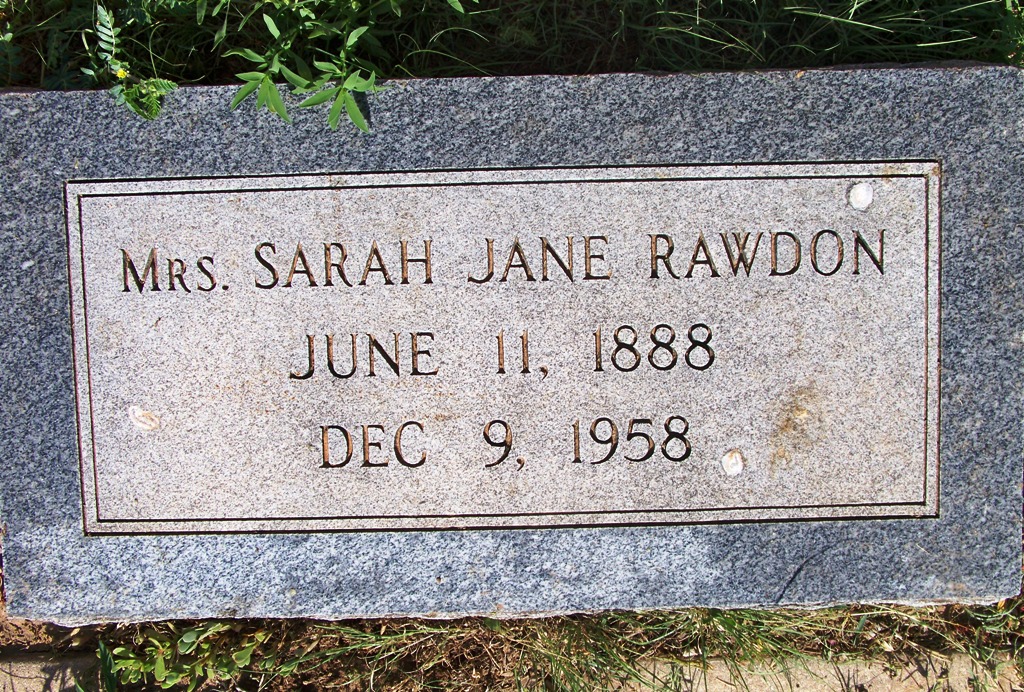 Mrs. SARAH JANE RAWDON
JUNE 11, 1888
DEC 9, 1958